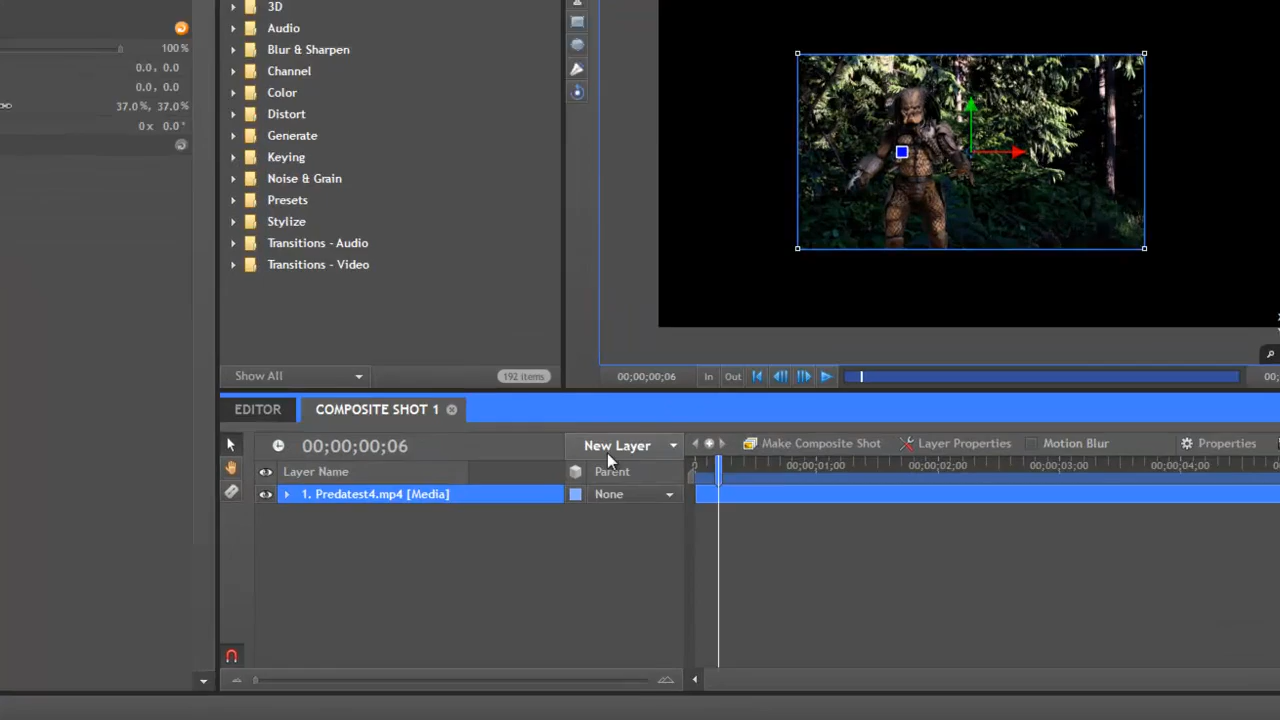 3D
100%
Audio
0.0, 0.0
Blur & Sharpen
0.0, 0.0
Channel
37.0%, 37.0%
Color
0 x 0.0°
Distort
Generate
Keying
Noise & Grain
Presets
Stylize
Transitions - Audio
Transitions - Video
Show All
192 items
00;00;00;06
In
Out
00;
EDITOR
COMPOSITE SHOT 1
00;00;00;06
New Layer
Make Composite Shot
Layer Properties
Motion Blur
Properties
Layer Name
Parent
0
00;00;01;00
00;00;02;00
00;00;03;00
00;00;04;00
1. Predatest4.mp4 [Media]
None